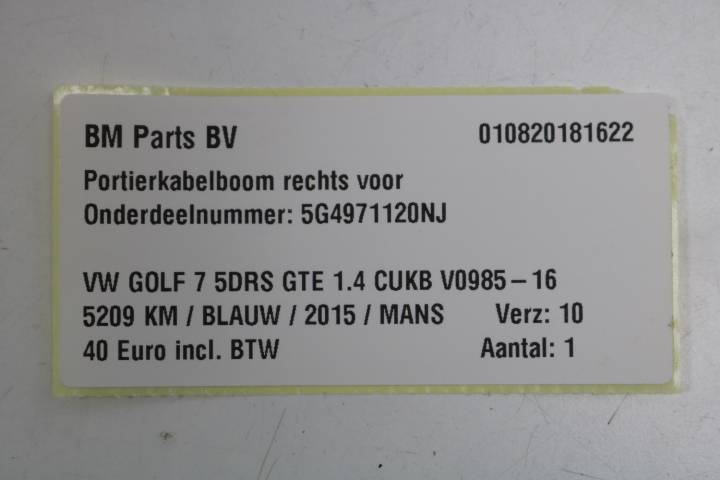 BM Parts BV 010820181622
Portierkabelboom rechts voor
Onderdeelnummer: 5G4971120NJ
VW GOLF 7 5DRS GTE 1.4 CUKB V0985-16
5209 KM / BLAUW / 2015 / MANS Verz: 10
40 Euro incl. BTW Aantal: 1